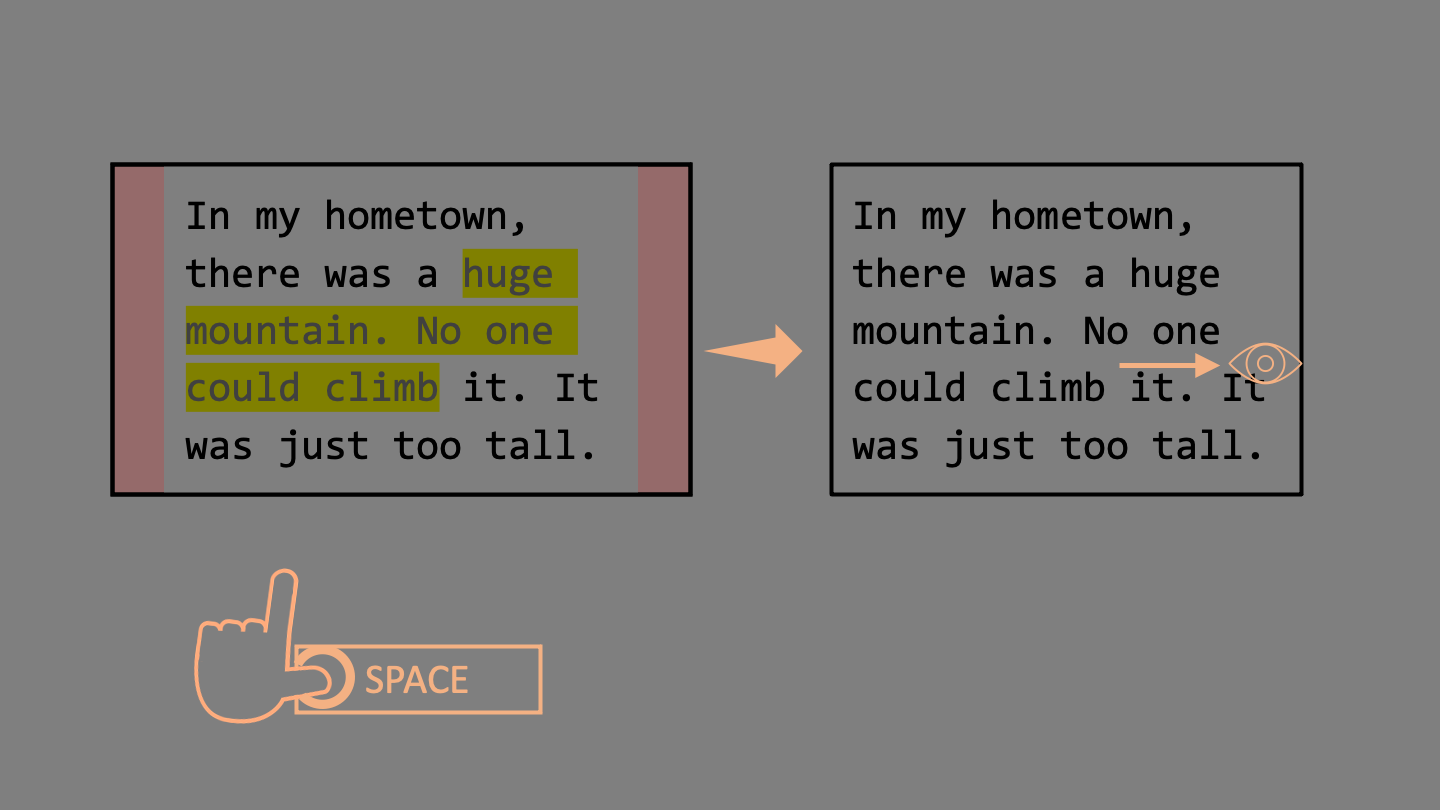 In my hometown,
there was a huge
mountain. No one
could climb it. It
was just too tall.
In my hometown,
there was a huge
mountain. No one
could climb it. It
was just too tall.
SPACE